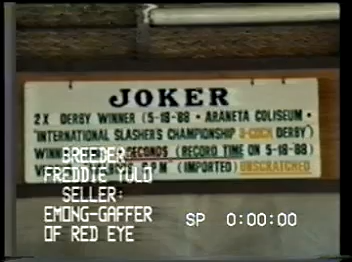 JOKER
2X DERBY WINNER (5-18-88 • ARANETA COLISEUM •
"INTERNATIONAL SLASHER'S CHAMPIONSHIP 3-COCK DERBY")
SECONDS (RECORD TIME ON 5-18-88)
(IMPORTED) UNSCRATCHED
BREEDER
FREDDIE YULO
SELLER:
EMONG-GAFFER
OF RED EYE
SP 0:00:00